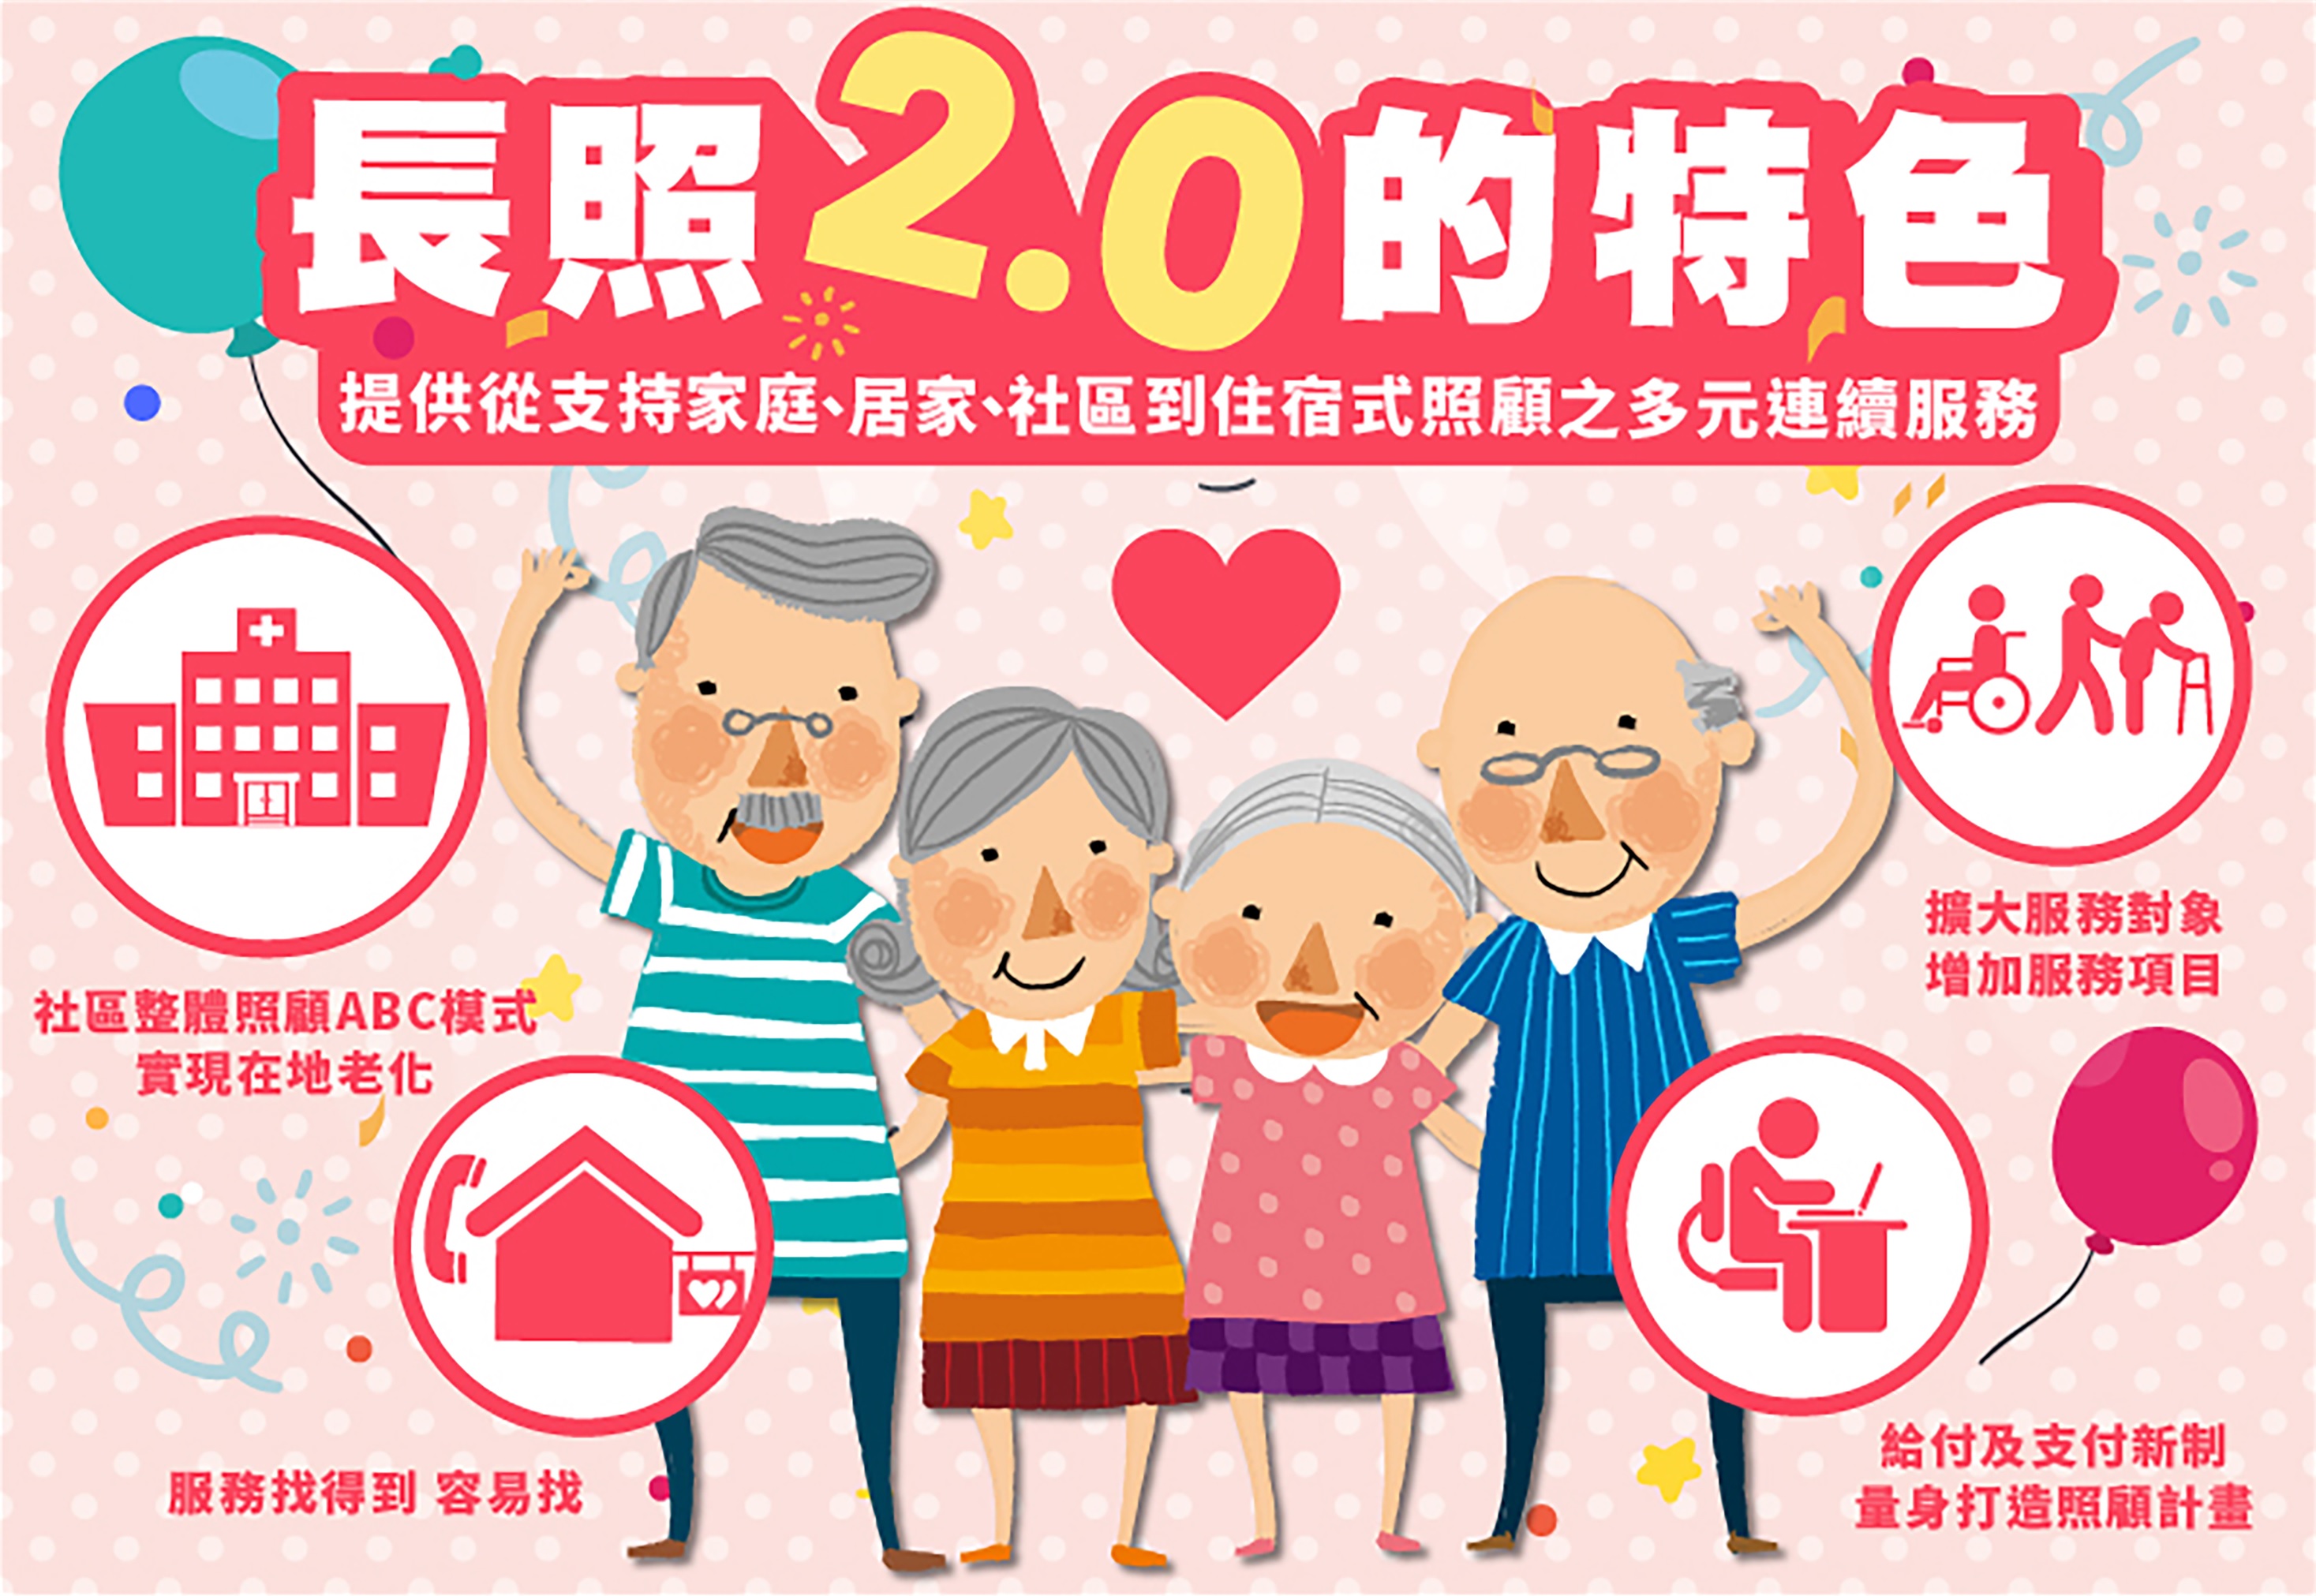 長照2.0的特色
提供從支持家庭、居家、社區到住宿式照顧之多元連續服務
社區整體照顧ABC模式
實現在地老化
擴大服務對象
增加服務項目
服務找得到 容易找
給付及支付新制
量身打造照顧計畫